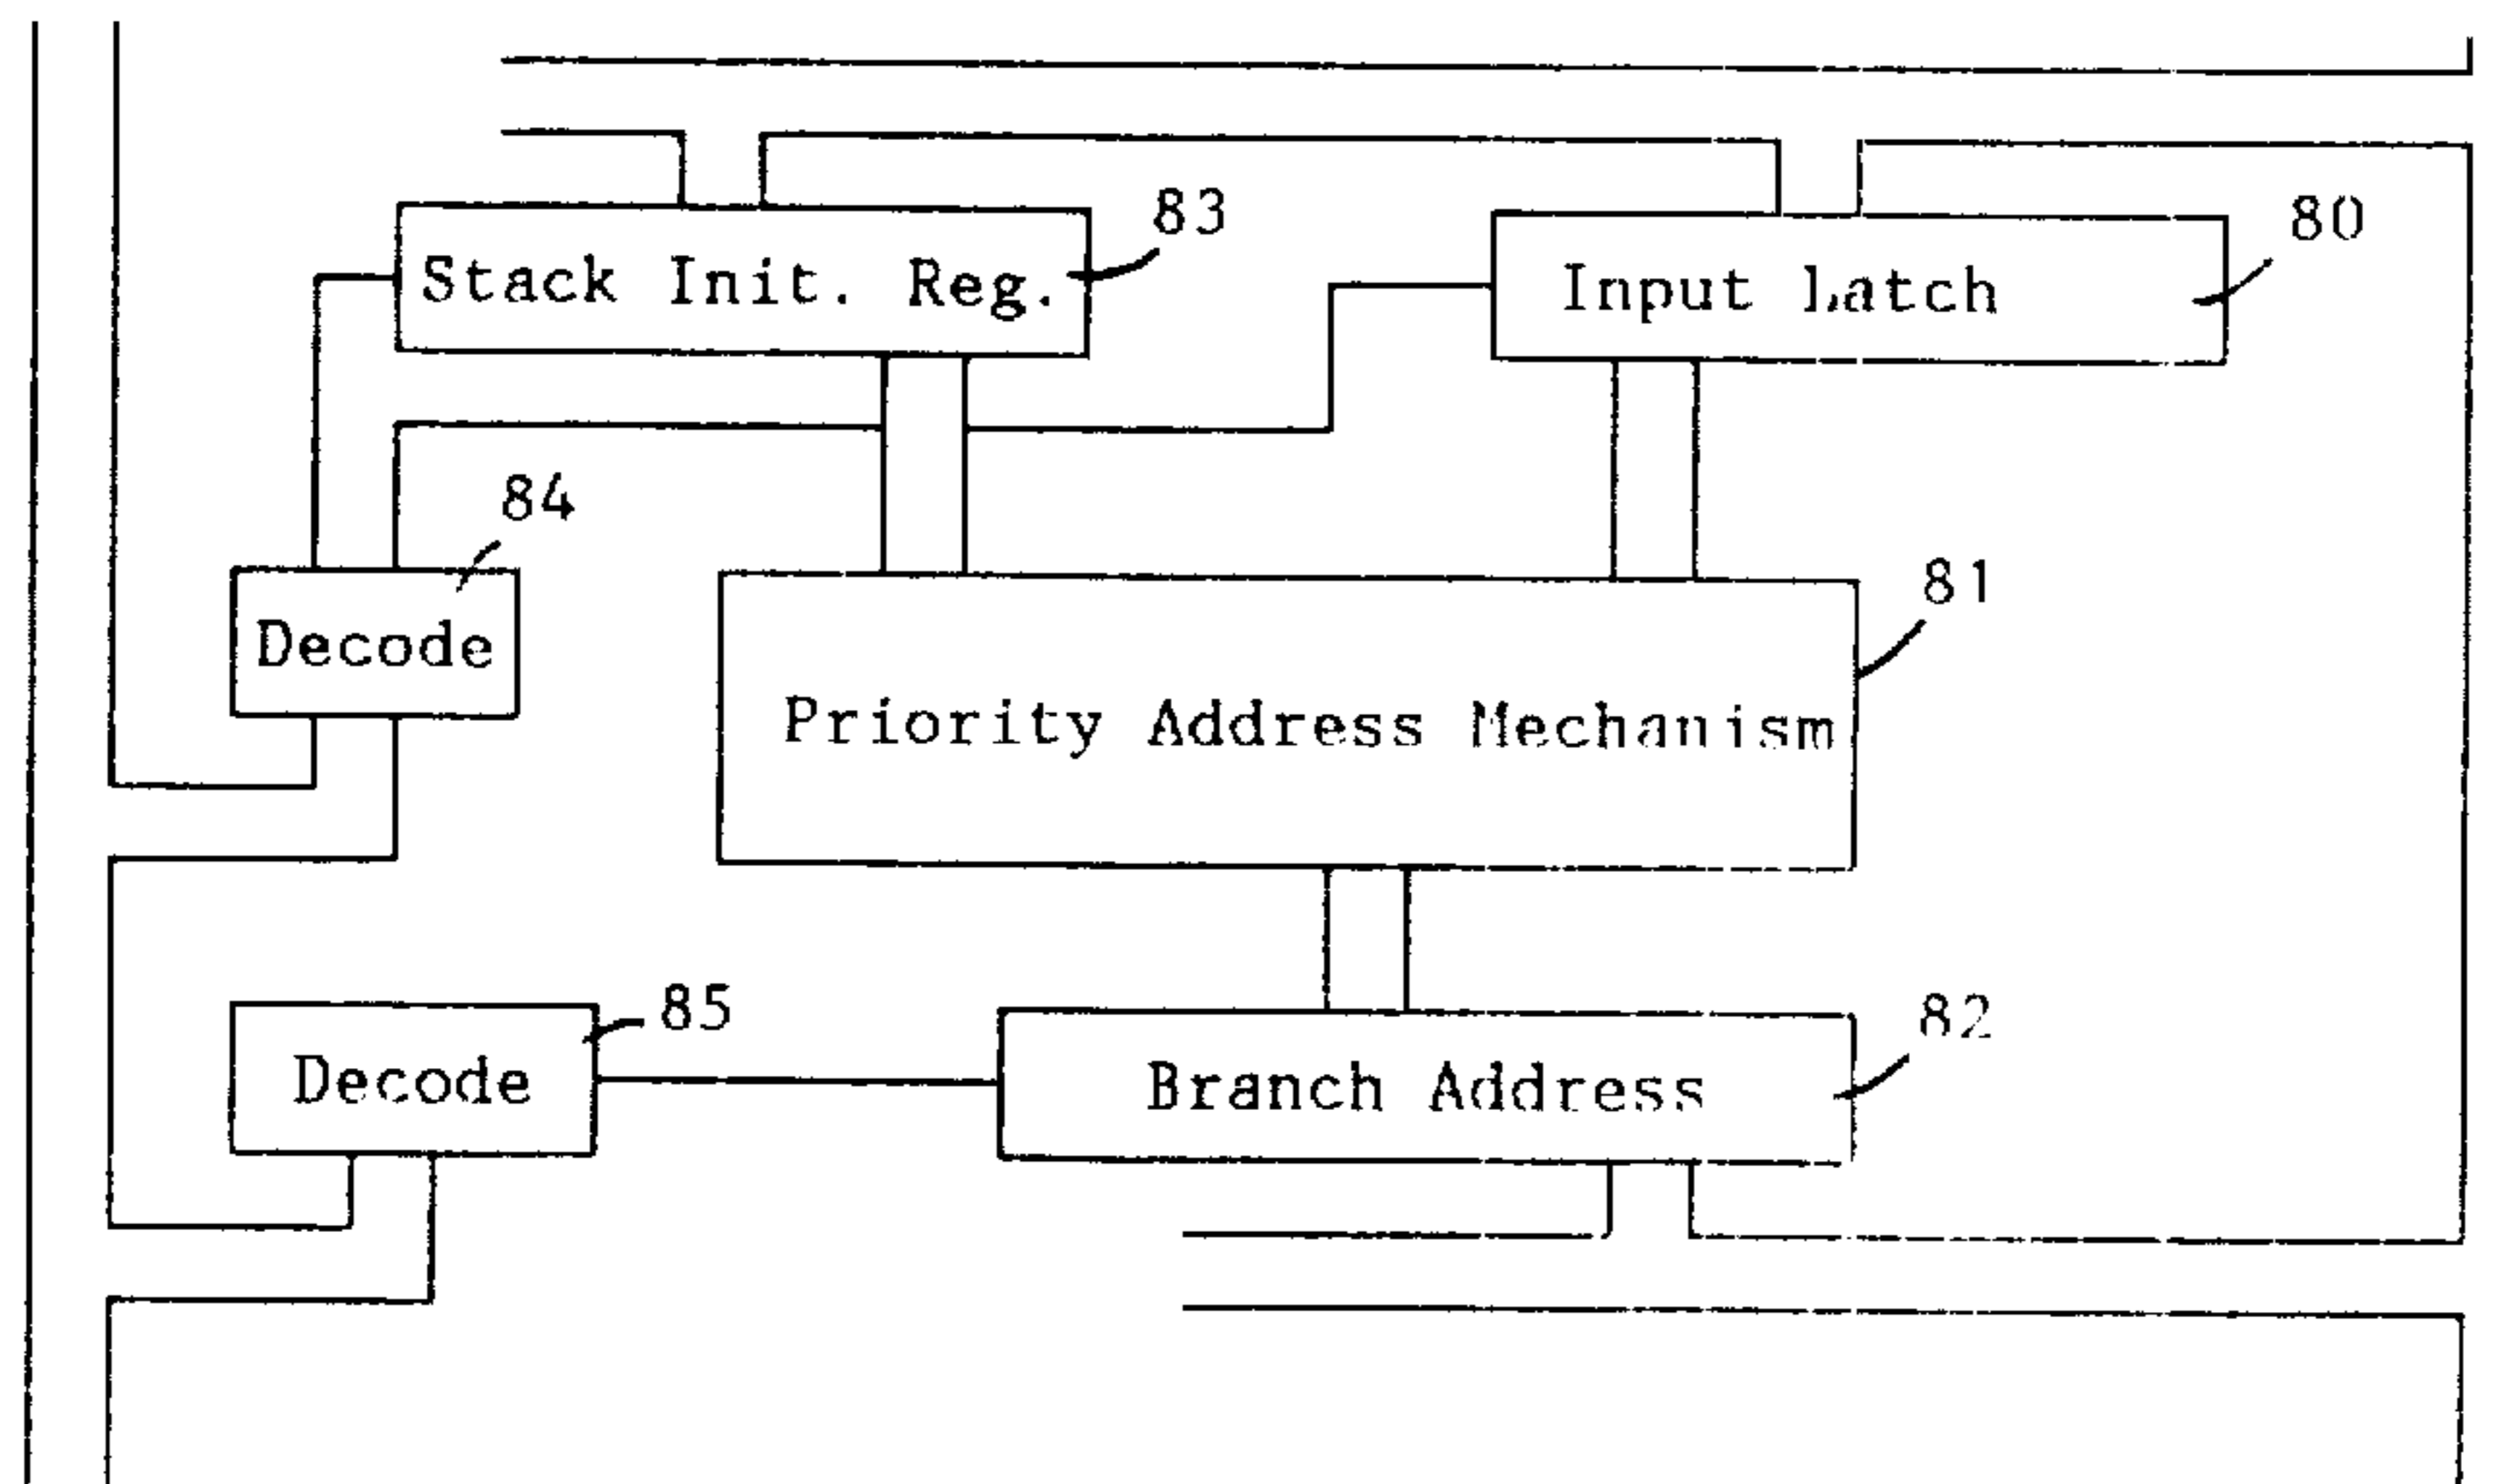 83
80
Stack Init. Reg.
Input Latch
84
81
Decode
Priority Address Mechanism
85
82
Decode
Branch Address